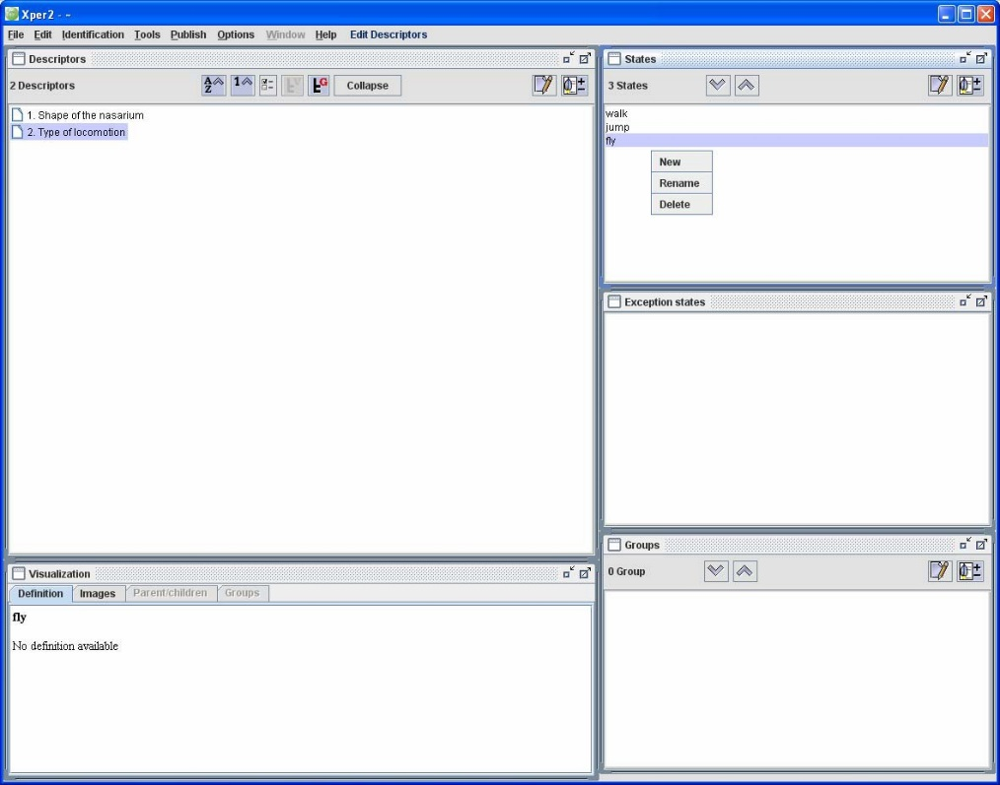 Xper2 - ~
File Edit Identification Tools Publish Options Window Help Edit Descriptors
Descriptors
2 Descriptors
A Z 1 L G Collapse
1. Shape of the nasarium
2. Type of locomotion
States
3 States
walk
jump
fly
New
Rename
Delete
Exception states
Groups
0 Group
Visualization
Definition Images Parent/children Groups
fly
No definition available